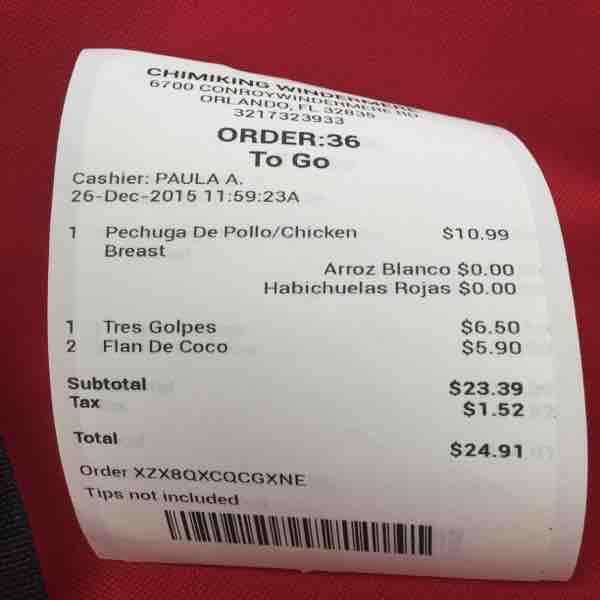 CHIMIKING WINDERMERE
6700 CONROYWINDERMERE RD
ORLANDO, FL 32835
3217323933
ORDER:36
To Go
Cashier: PAULA A.
26-Dec-2015 11:59:23A
1 Pechuga De Pollo/Chicken $10.99
Breast
Arroz Blanco $0.00
Habichuelas Rojas $0.00
1 Tres Golpes $6.50
2 Flan De Coco $5.90
Subtotal $23.39
Tax $1.52
Total $24.91
Order XZX8QXCQCGXNE
Tips not included